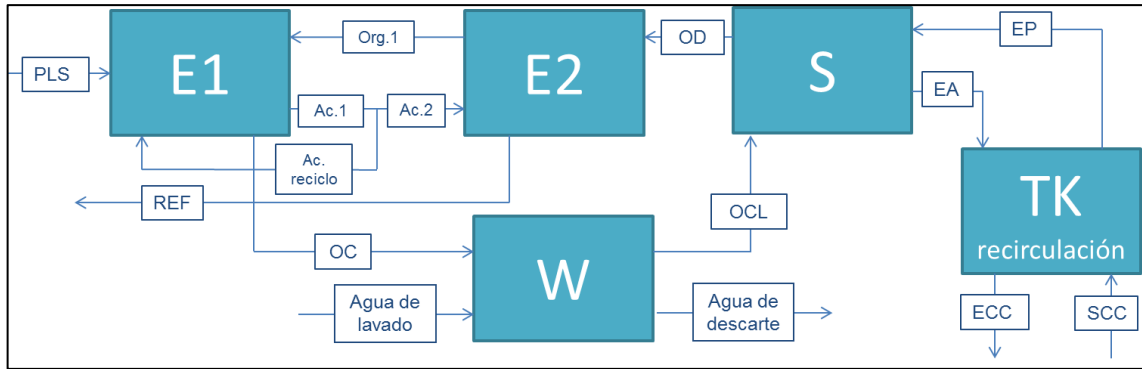 E1
Org.1
E2
OD
S
EP
PLS
EA
Ac.1
Ac.2
Ac.
reciclo
REF
OCL
TK
recirculación
OC
W
Agua de
lavado
Agua de
descarte
ECC
SCC